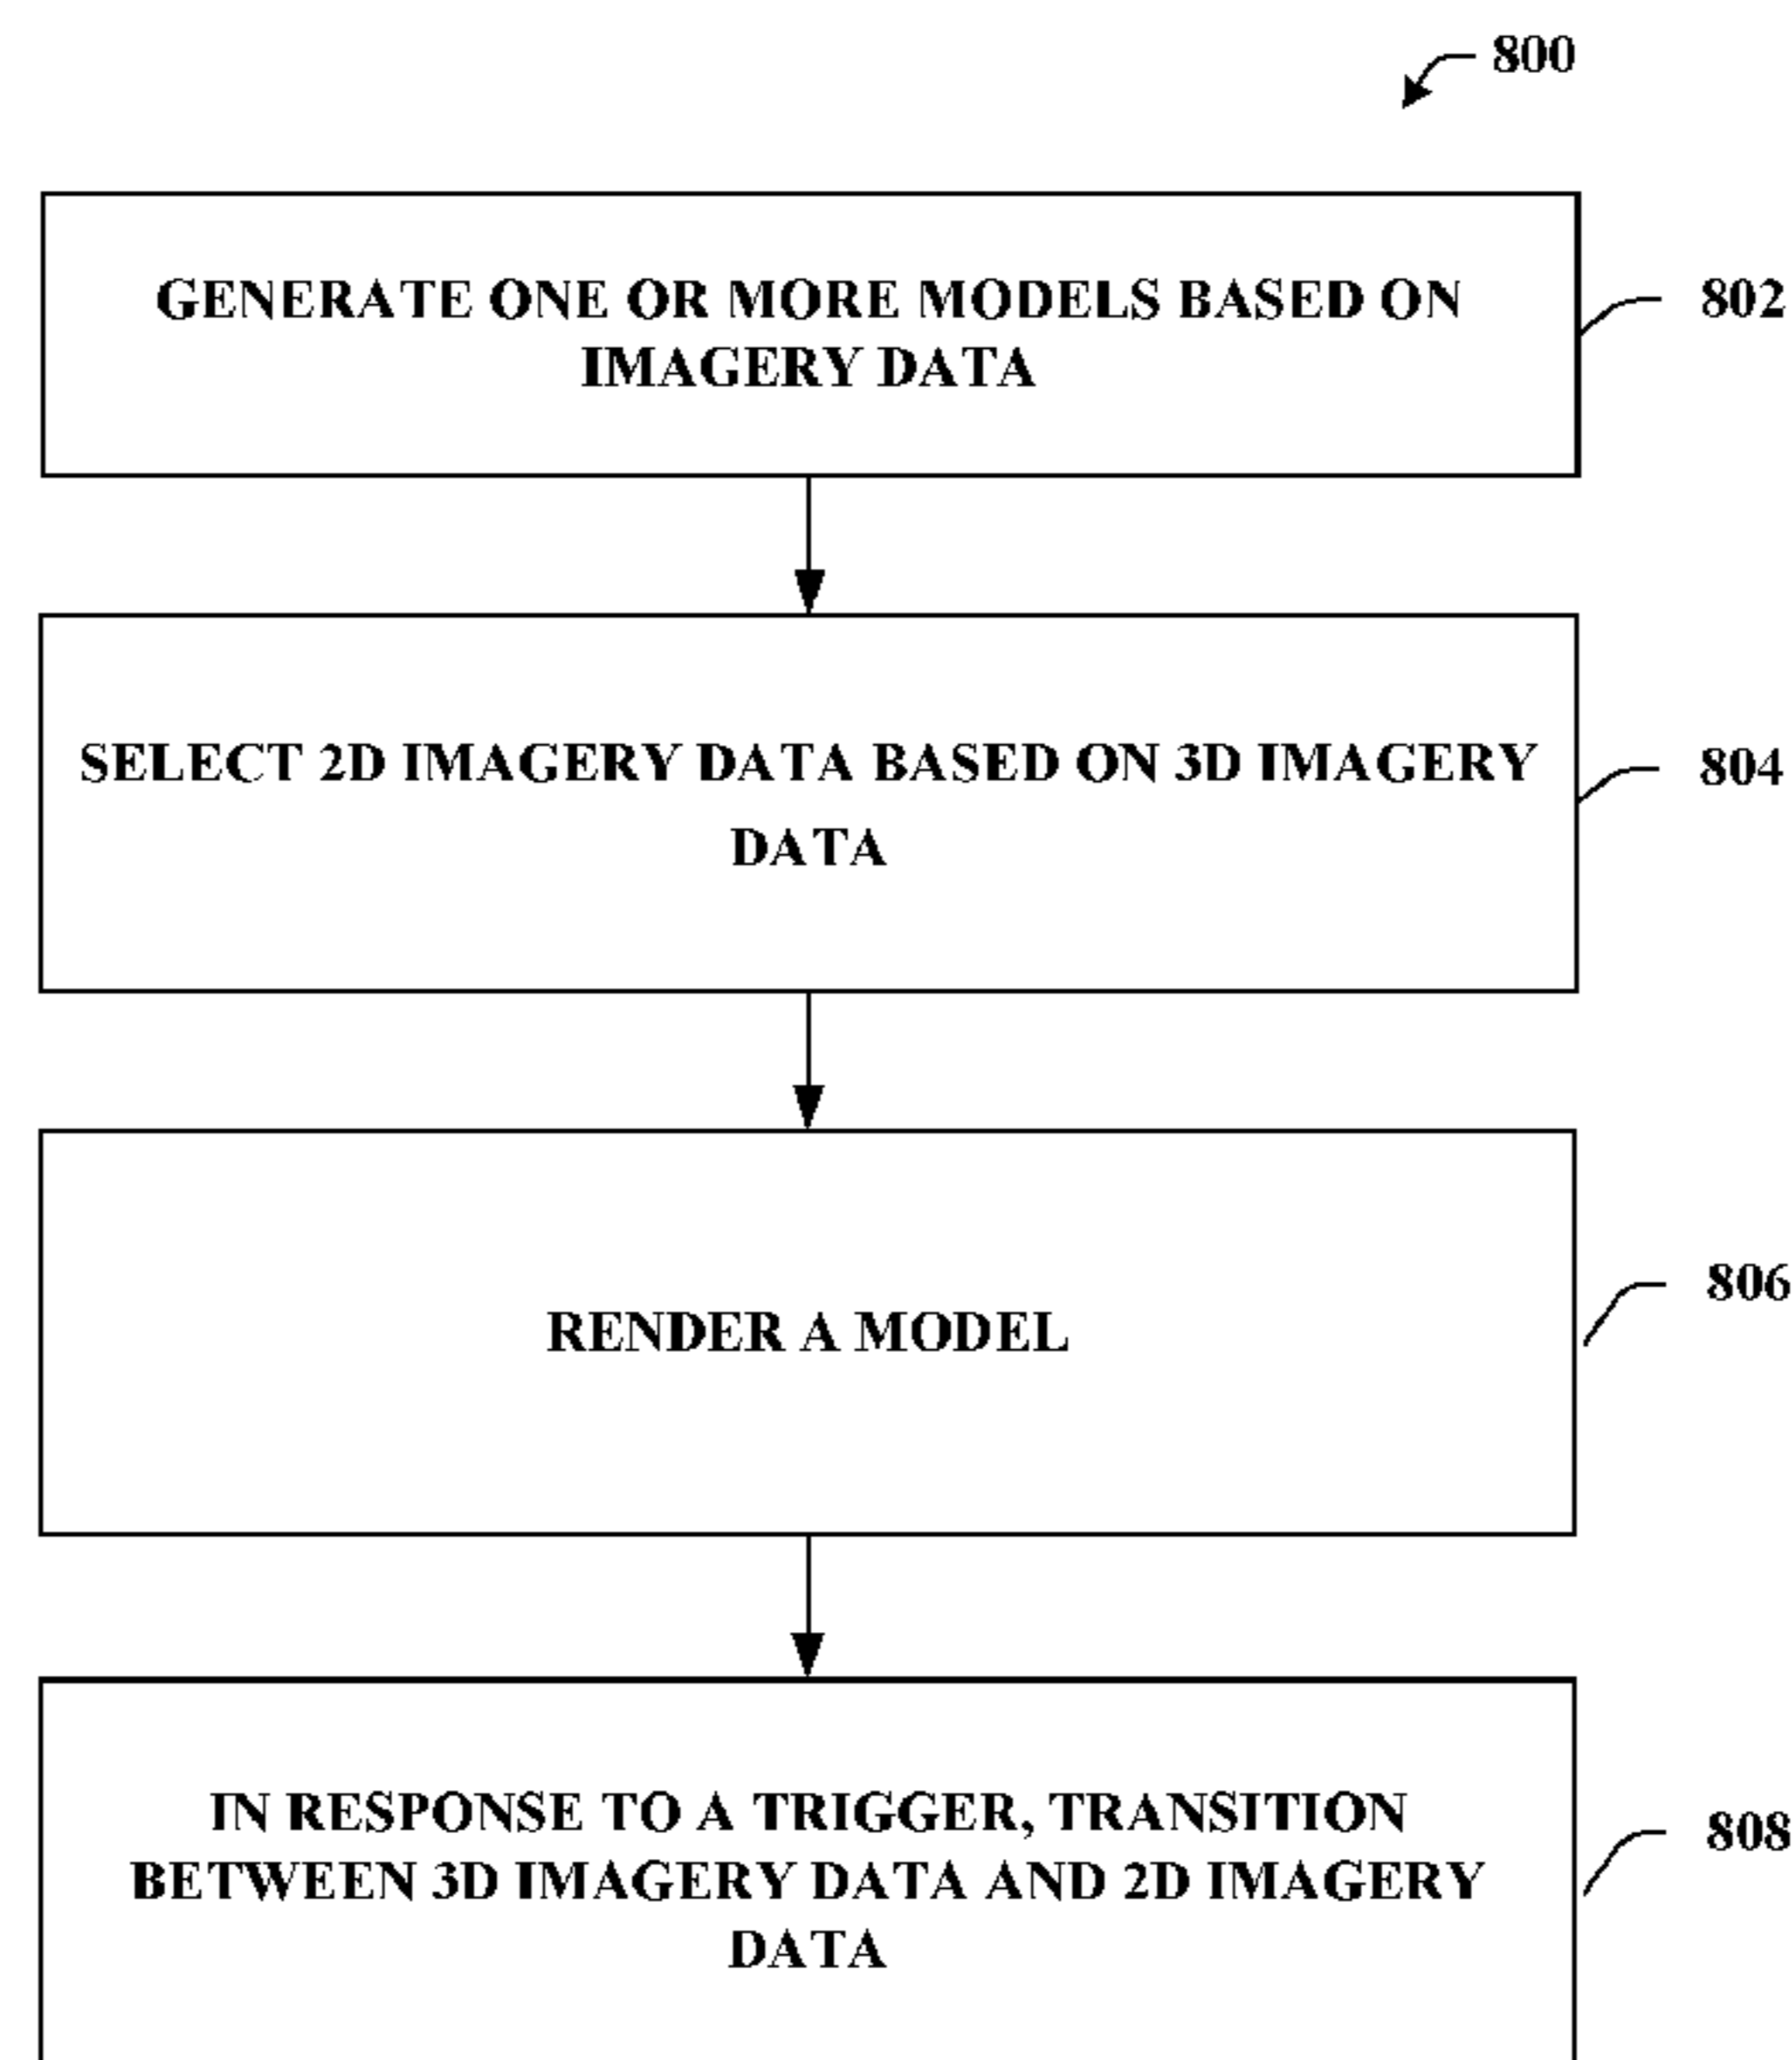 800
GENERATE ONE OR MORE MODELS BASED ON
IMAGERY DATA
802
SELECT 2D IMAGERY DATA BASED ON 3D IMAGERY
DATA
804
RENDER A MODEL
806
IN RESPONSE TO A TRIGGER, TRANSITION
BETWEEN 3D IMAGERY DATA AND 2D IMAGERY
DATA
808